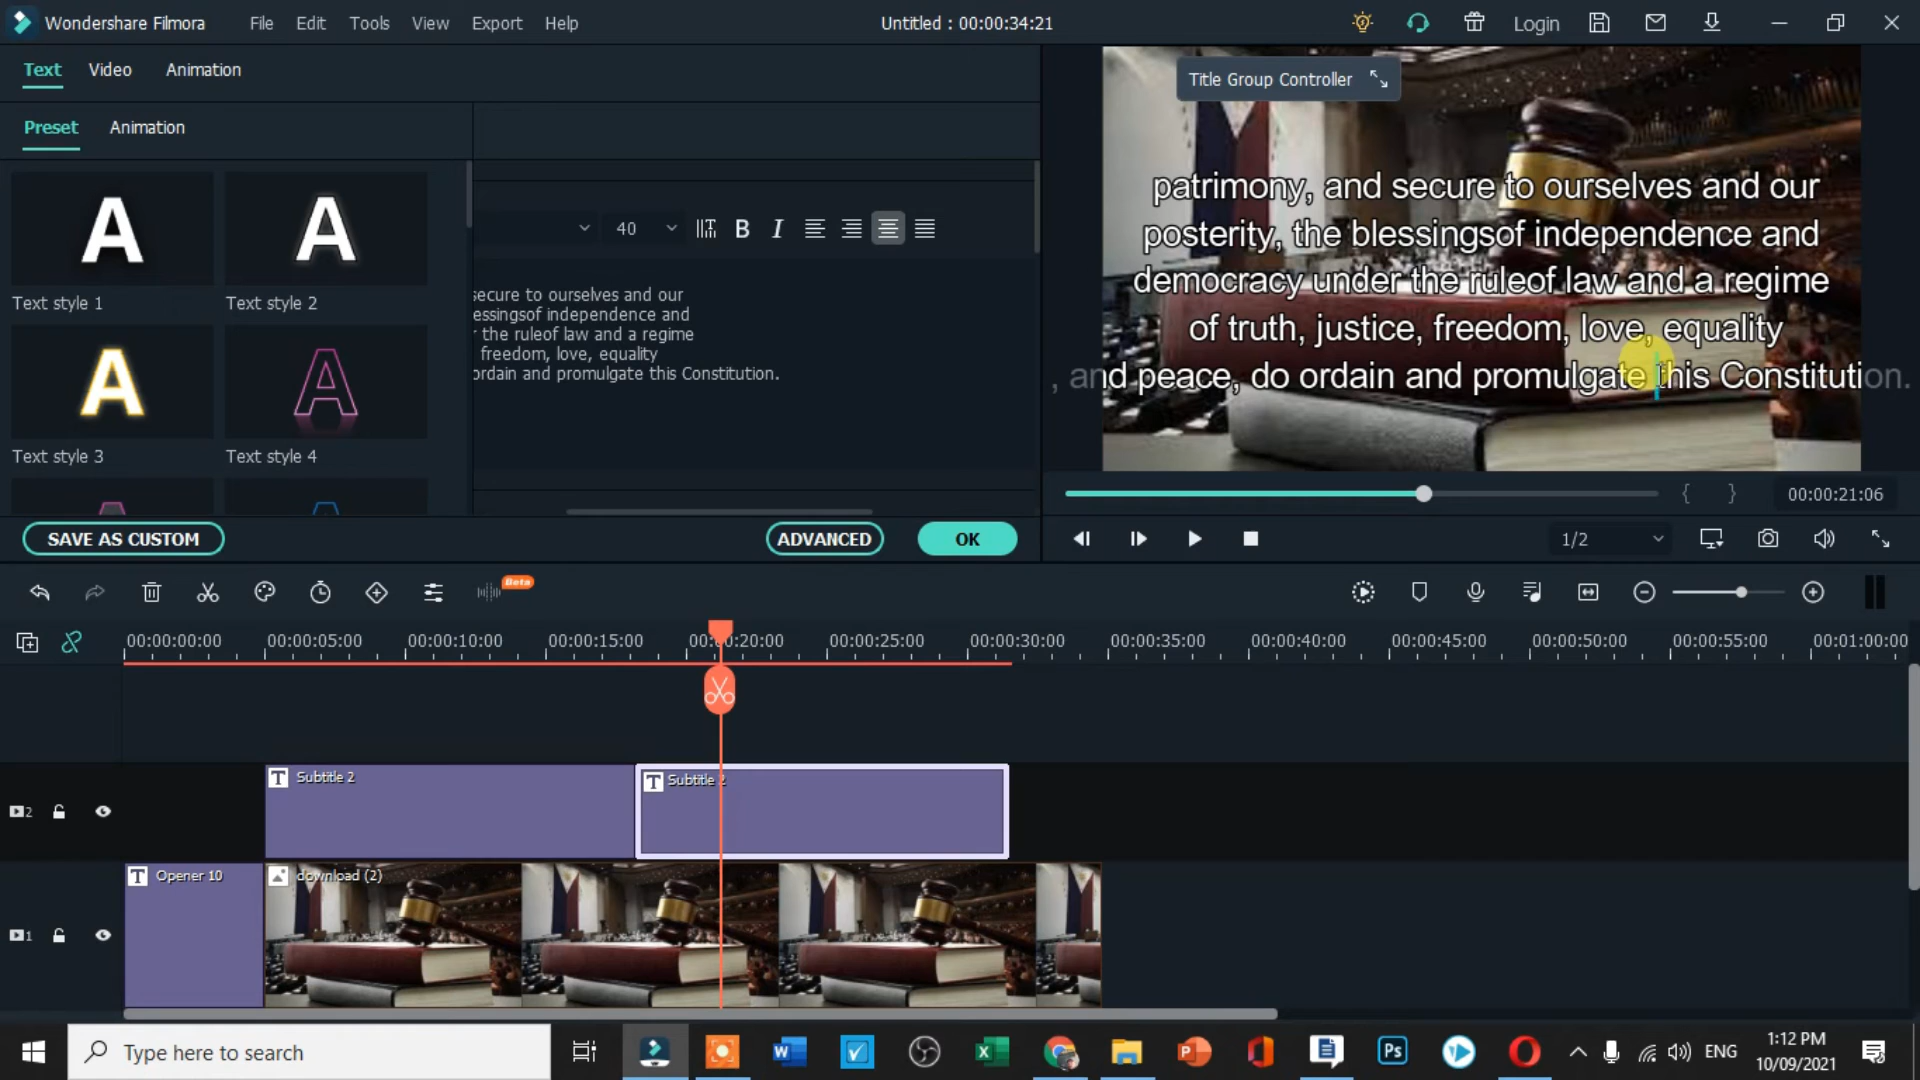 Wondershare Filmora File Edit Tools View Export Help Untitled : 00:00:34:21 Login
Text Video Animation
Preset Animation
Text style 1 Text style 2
Text style 3 Text style 4
40 B I
secure to ourselves and our
essingsof independence and
r the ruleof law and a regime
freedom, love, equality
ordain and promulgate this Constitution.
SAVE AS CUSTOM ADVANCED OK
Title Group Controller
patrimony, and secure to ourselves and our
posterity, the blessingsof independence and
democracy under the ruleof law and a regime
of truth, justice, freedom, love, equality
, and peace, do ordain and promulgate this Constitution.
{ } 00:00:21:06
1/2
Beta
00:00:00:00 00:00:05:00 00:00:10:00 00:00:15:00 00:00:20:00 00:00:25:00 00:00:30:00 00:00:35:00 00:00:40:00 00:00:45:00 00:00:50:00 00:00:55:00 00:01:00:00
T Subtitle 2 T Subtitle 2
2
T Opener 10 download (2)
1
Type here to search
ENG 1:12 PM
10/09/2021